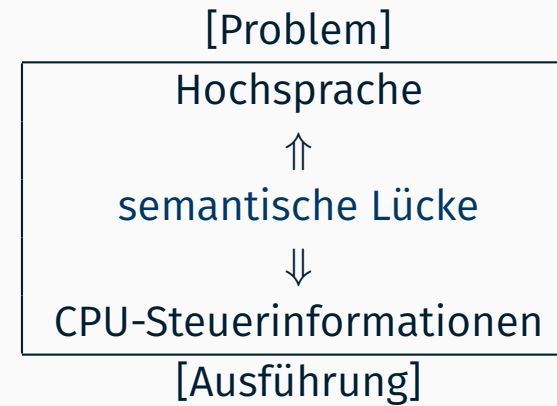 [Problem]
Hochsprache
⇑
semantische Lücke
⇓
CPU-Steuerinformationen
[Ausführung]